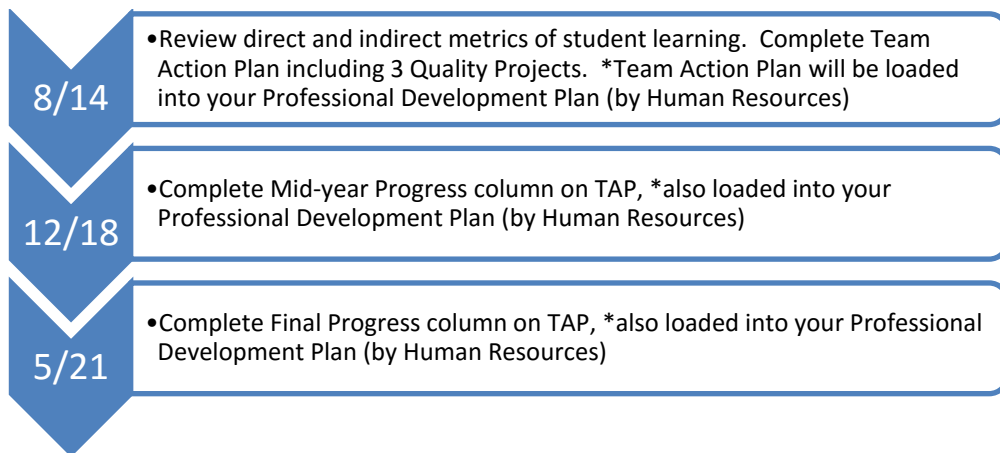 8/14
•Review direct and indirect metrics of student learning.  Complete Team
Action Plan including 3 Quality Projects.  *Team Action Plan will be loaded
into your Professional Development Plan (by Human Resources)
12/18
•Complete Mid-year Progress column on TAP, *also loaded into your
Professional Development Plan (by Human Resources)
5/21
•Complete Final Progress column on TAP, *also loaded into your Professional
Development Plan (by Human Resources)